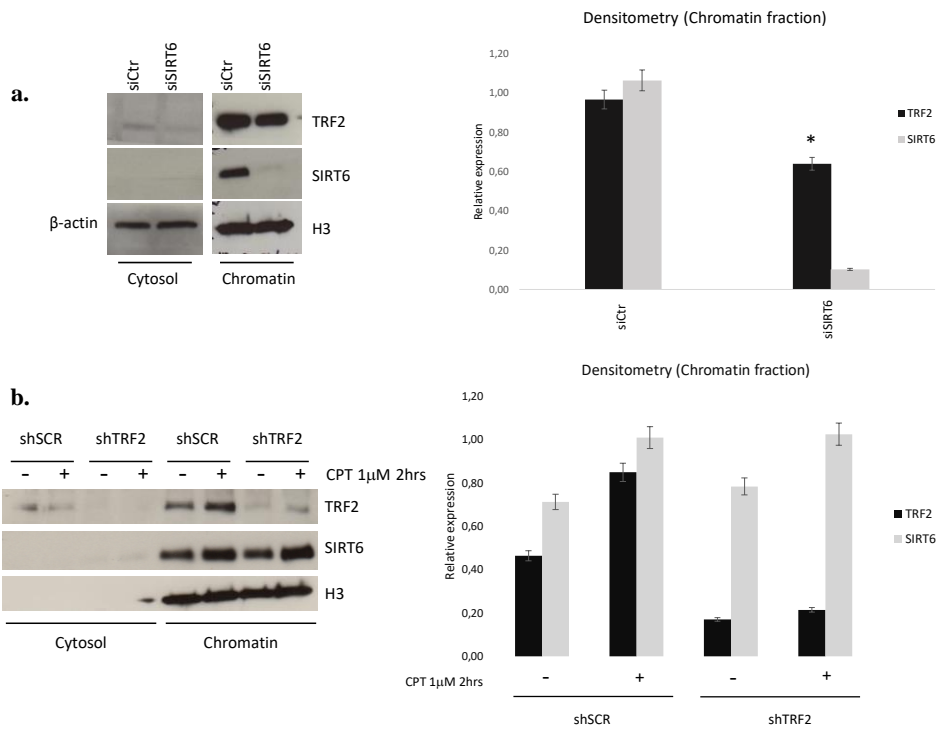 a.
siCtr siSIRT6 siCtr siSIRT6
TRF2
SIRT6
β-actin H3
Cytosol Chromatin
Densitometry (Chromatin fraction)
Relative expression
1,20
1,00
0,80
0,60
0,40
0,20
0,00
*
TRF2
SIRT6
siCtr siSIRT6
b.
shSCR shTRF2 shSCR shTRF2
- + - + - + - + CPT 1μM 2hrs
TRF2
SIRT6
H3
Cytosol Chromatin
Densitometry (Chromatin fraction)
Relative expression
1,20
1,00
0,80
0,60
0,40
0,20
0,00
TRF2
SIRT6
CPT 1μM 2hrs - + - +
shSCR shTRF2